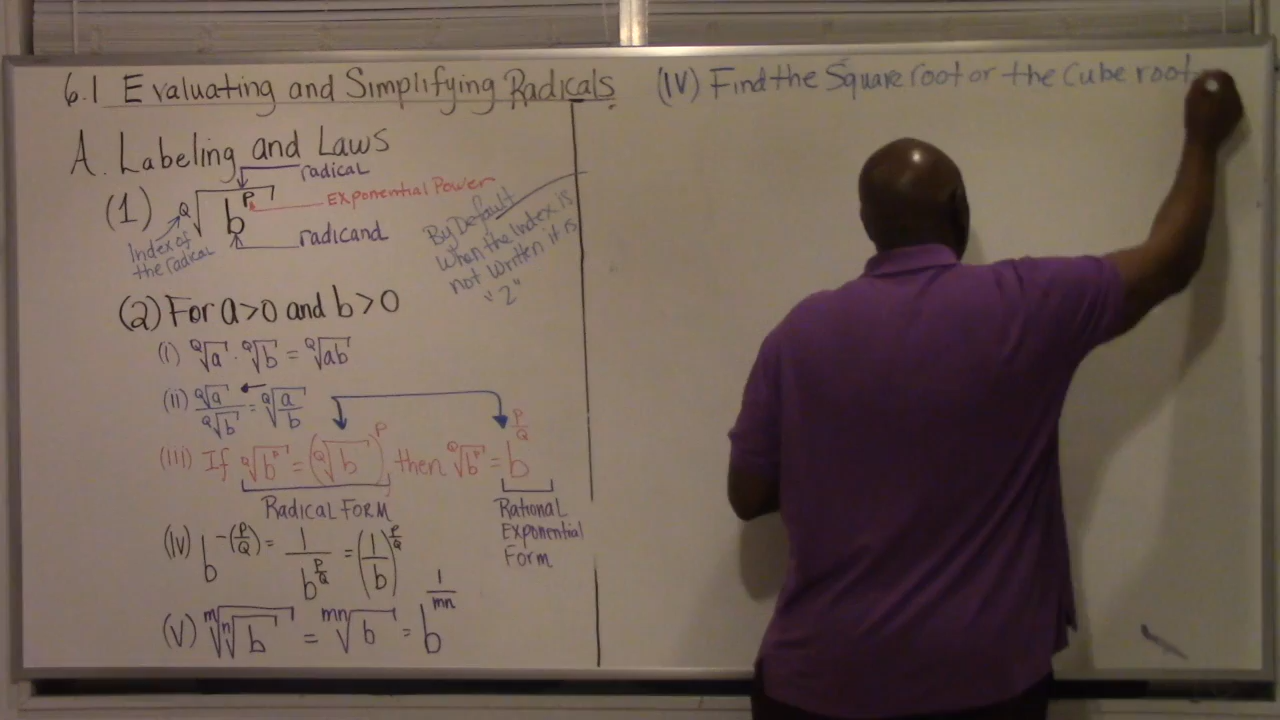 6.1 Evaluating and Simplifying Radicals
A. Labeling and Laws
radical
(1) Q√b^P
Exponential Power
Index of
the radical
radicand
By Default
When the Index is
not Written it is
"2"
(2) For a>0 and b>0
(i) Q√a · Q√b = Q√ab
(ii) Q√a / Q√b = Q√(a/b)
(iii) If Q√b^P = (Q√b)^P, then Q√b^P = b^(P/Q)
Radical Form
Rational
Exponential
Form
(iv) b^-(P/Q) = 1/b^(P/Q) = (1/b)^(P/Q)
(v) m√n√b = mn√b = b^(1/mn)
(IV) Find the Square root or the Cube root